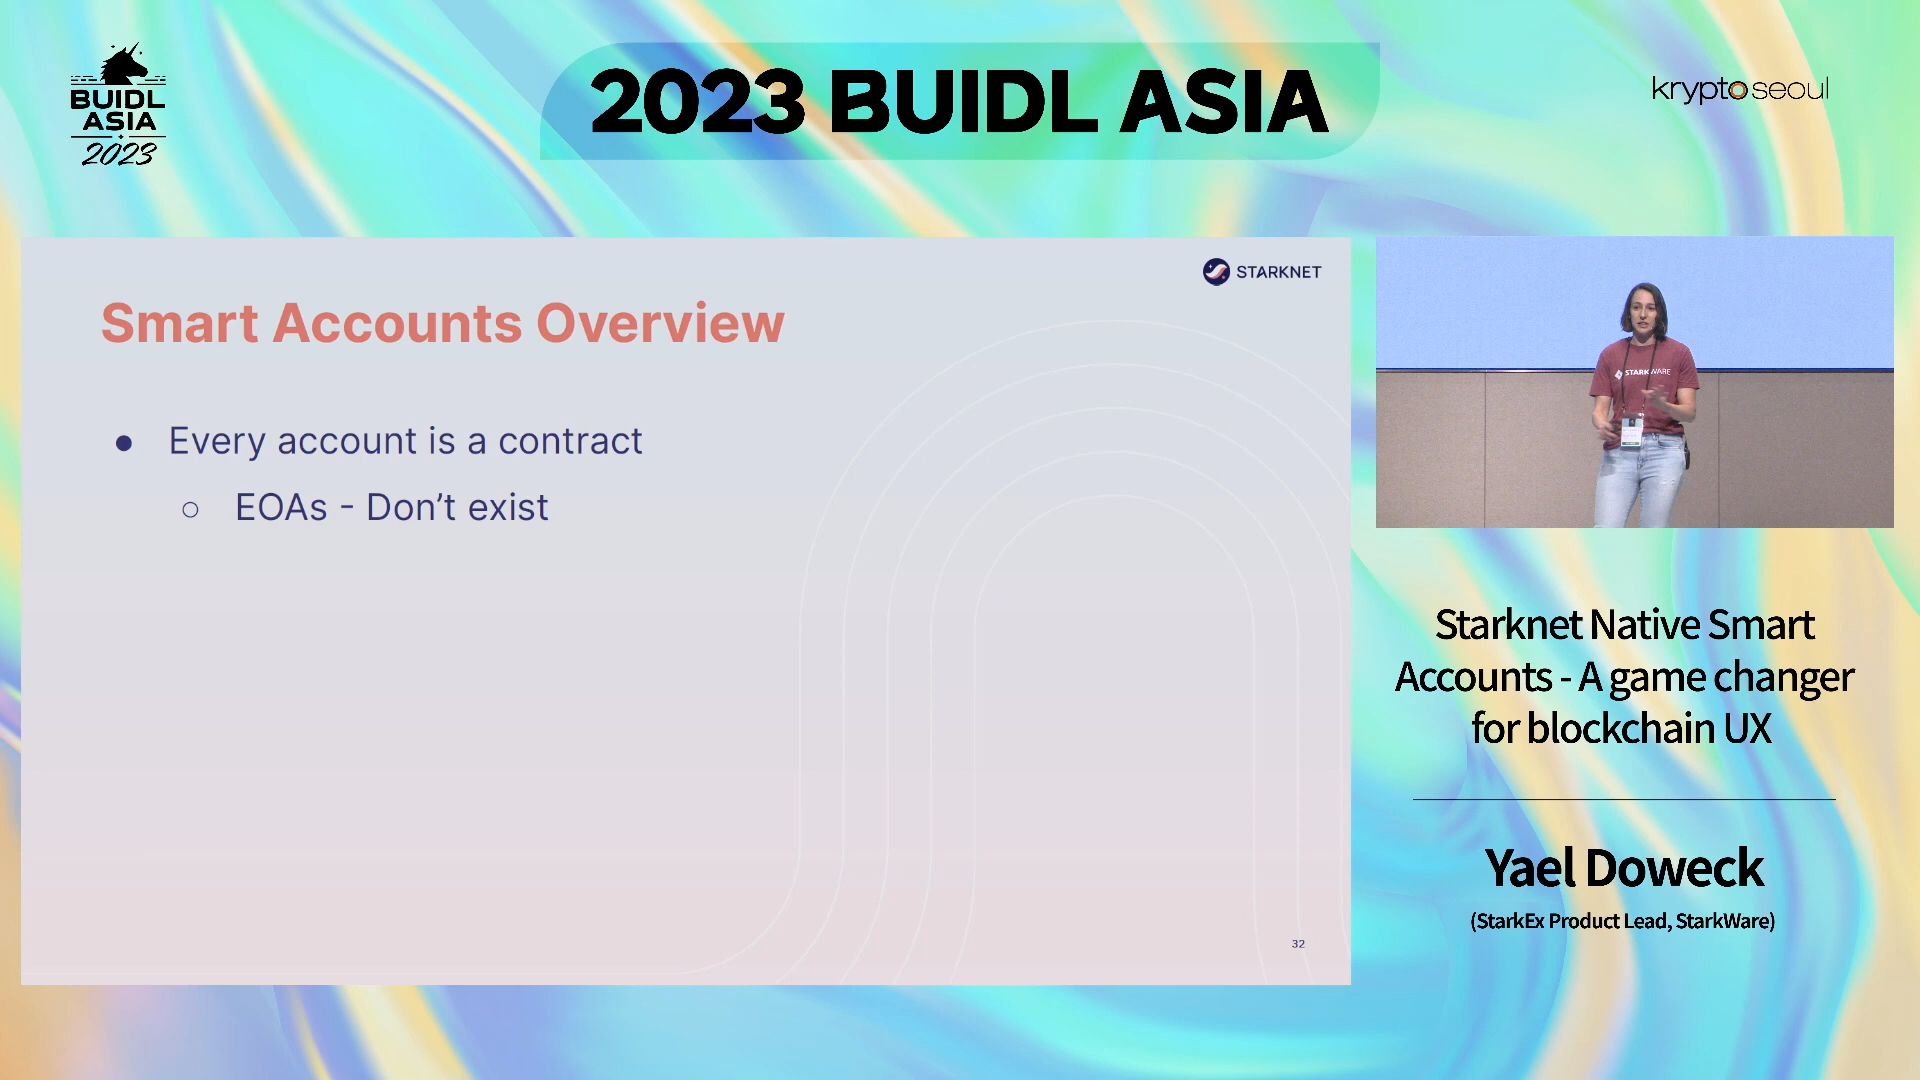 BUIDL
ASIA
2023
2023 BUIDL ASIA
kryptoseoul
STARKNET
Smart Accounts Overview
● Every account is a contract
○ EOAs - Don’t exist
32
STARKWARE
Starknet Native Smart
Accounts - A game changer
for blockchain UX
Yael Doweck
(StarkEx Product Lead, StarkWare)